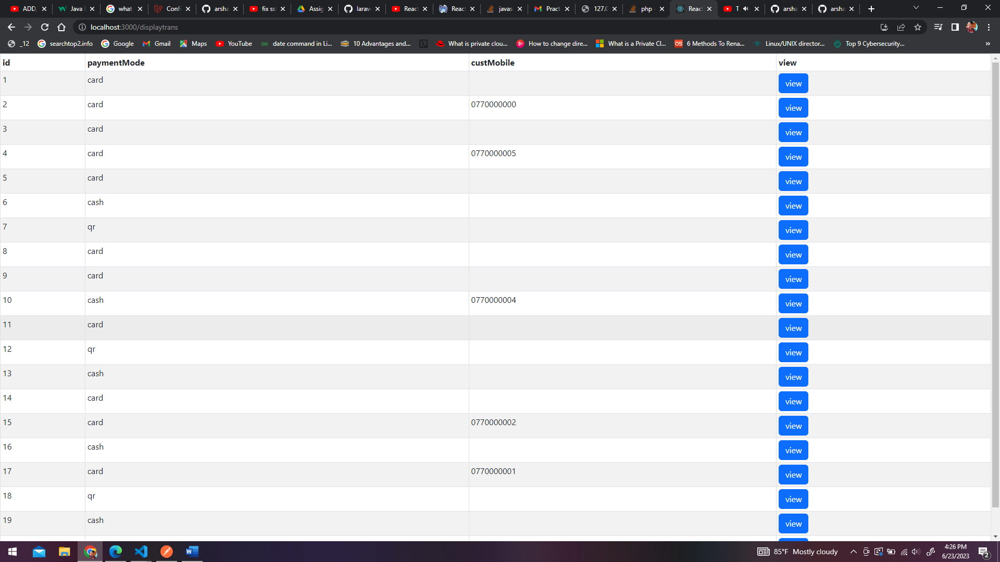 ADD, Java what Confi arsha fix ssl Assig larave React React javas Pract 127.0 php - React T arsha arsha
localhost:3000/displaytrans
_12 searchtop2.info Google Gmail Maps YouTube date command in Li... 10 Advantages and... What is private clou... How to change dire... What is a Private Cl... 6 Methods To Rena... Linux/UNIX director... Top 9 Cybersecurity... »
id paymentMode custMobile view
1 card view
2 card 0770000000 view
3 card view
4 card 0770000005 view
5 card view
6 cash view
7 qr view
8 card view
9 card view
10 cash 0770000004 view
11 card view
12 qr view
13 cash view
14 card view
15 card 0770000002 view
16 cash view
17 card 0770000001 view
18 qr view
19 cash view
85°F Mostly cloudy 4:26 PM
6/23/2023 2